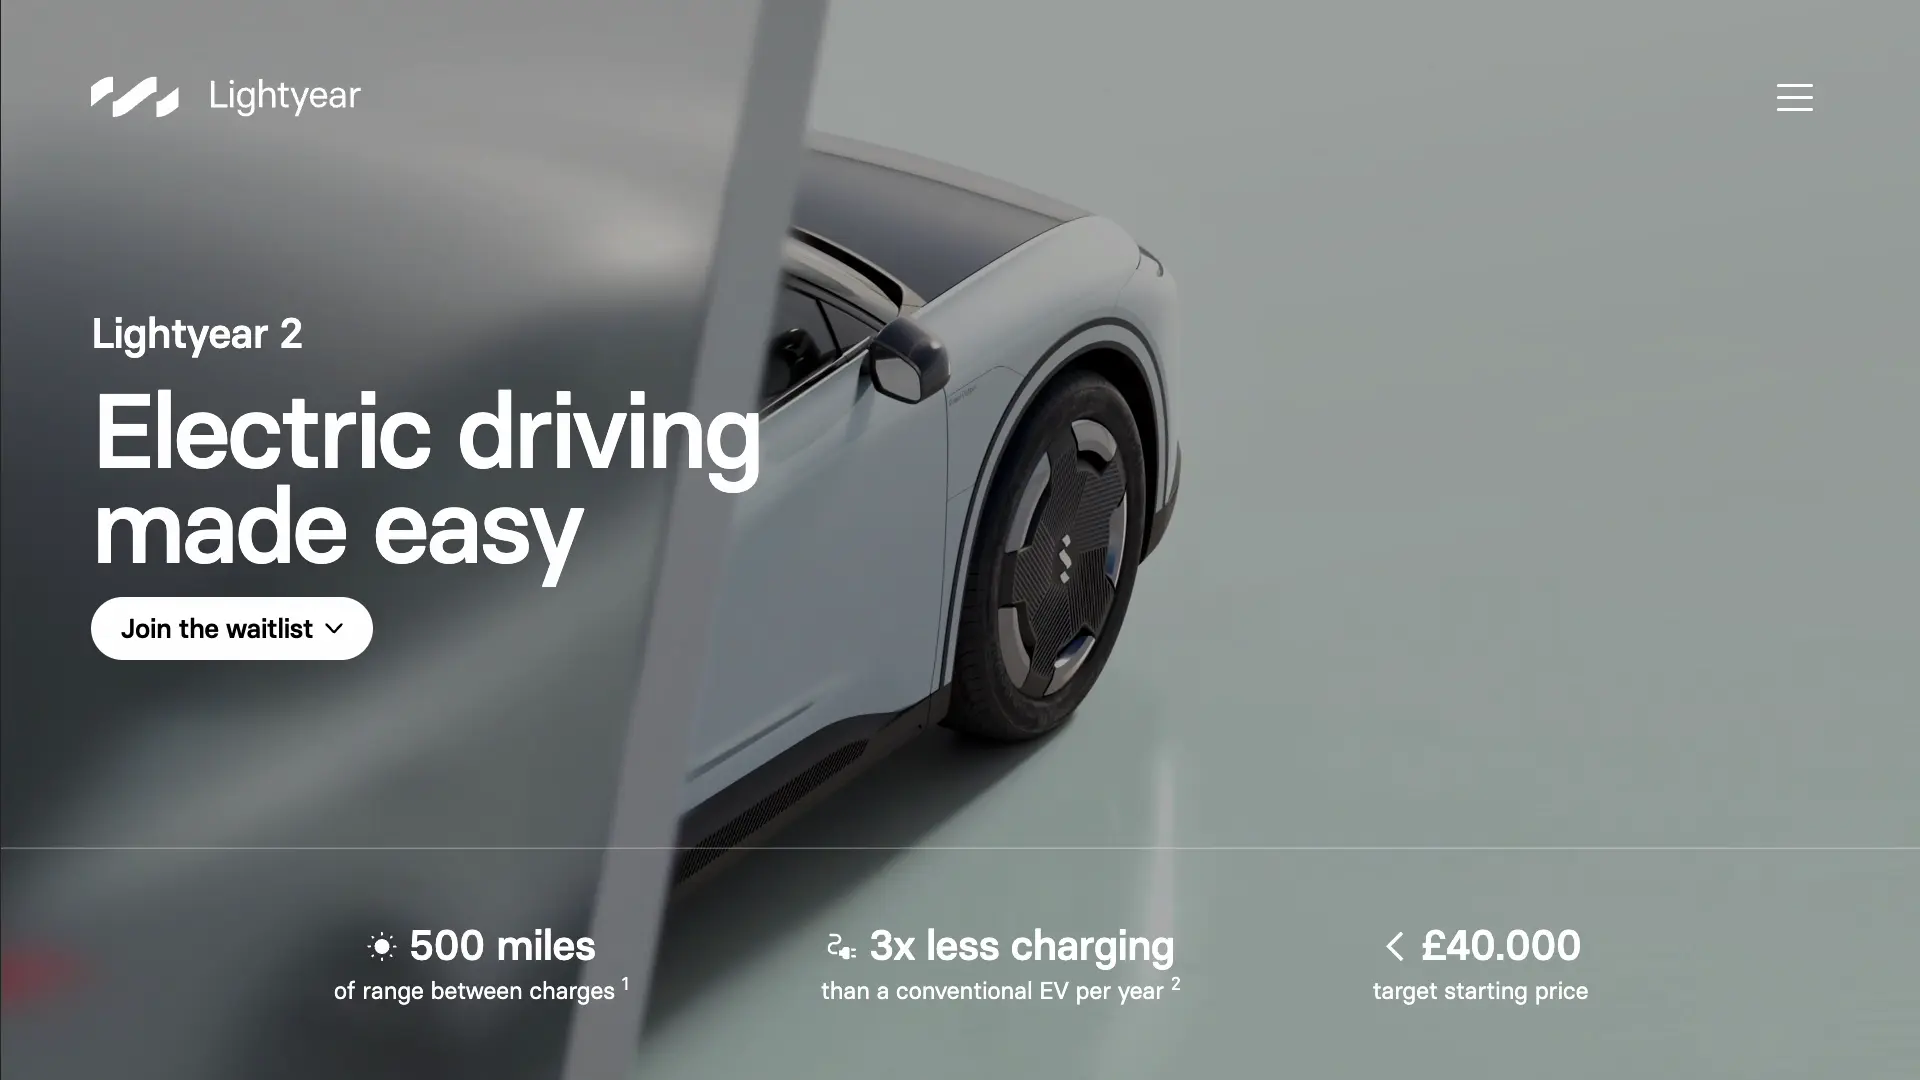 Lightyear
Lightyear 2
Electric driving
made easy
Join the waitlist
500 miles
of range between charges 1
3x less charging
than a conventional EV per year 2
< £40.000
target starting price